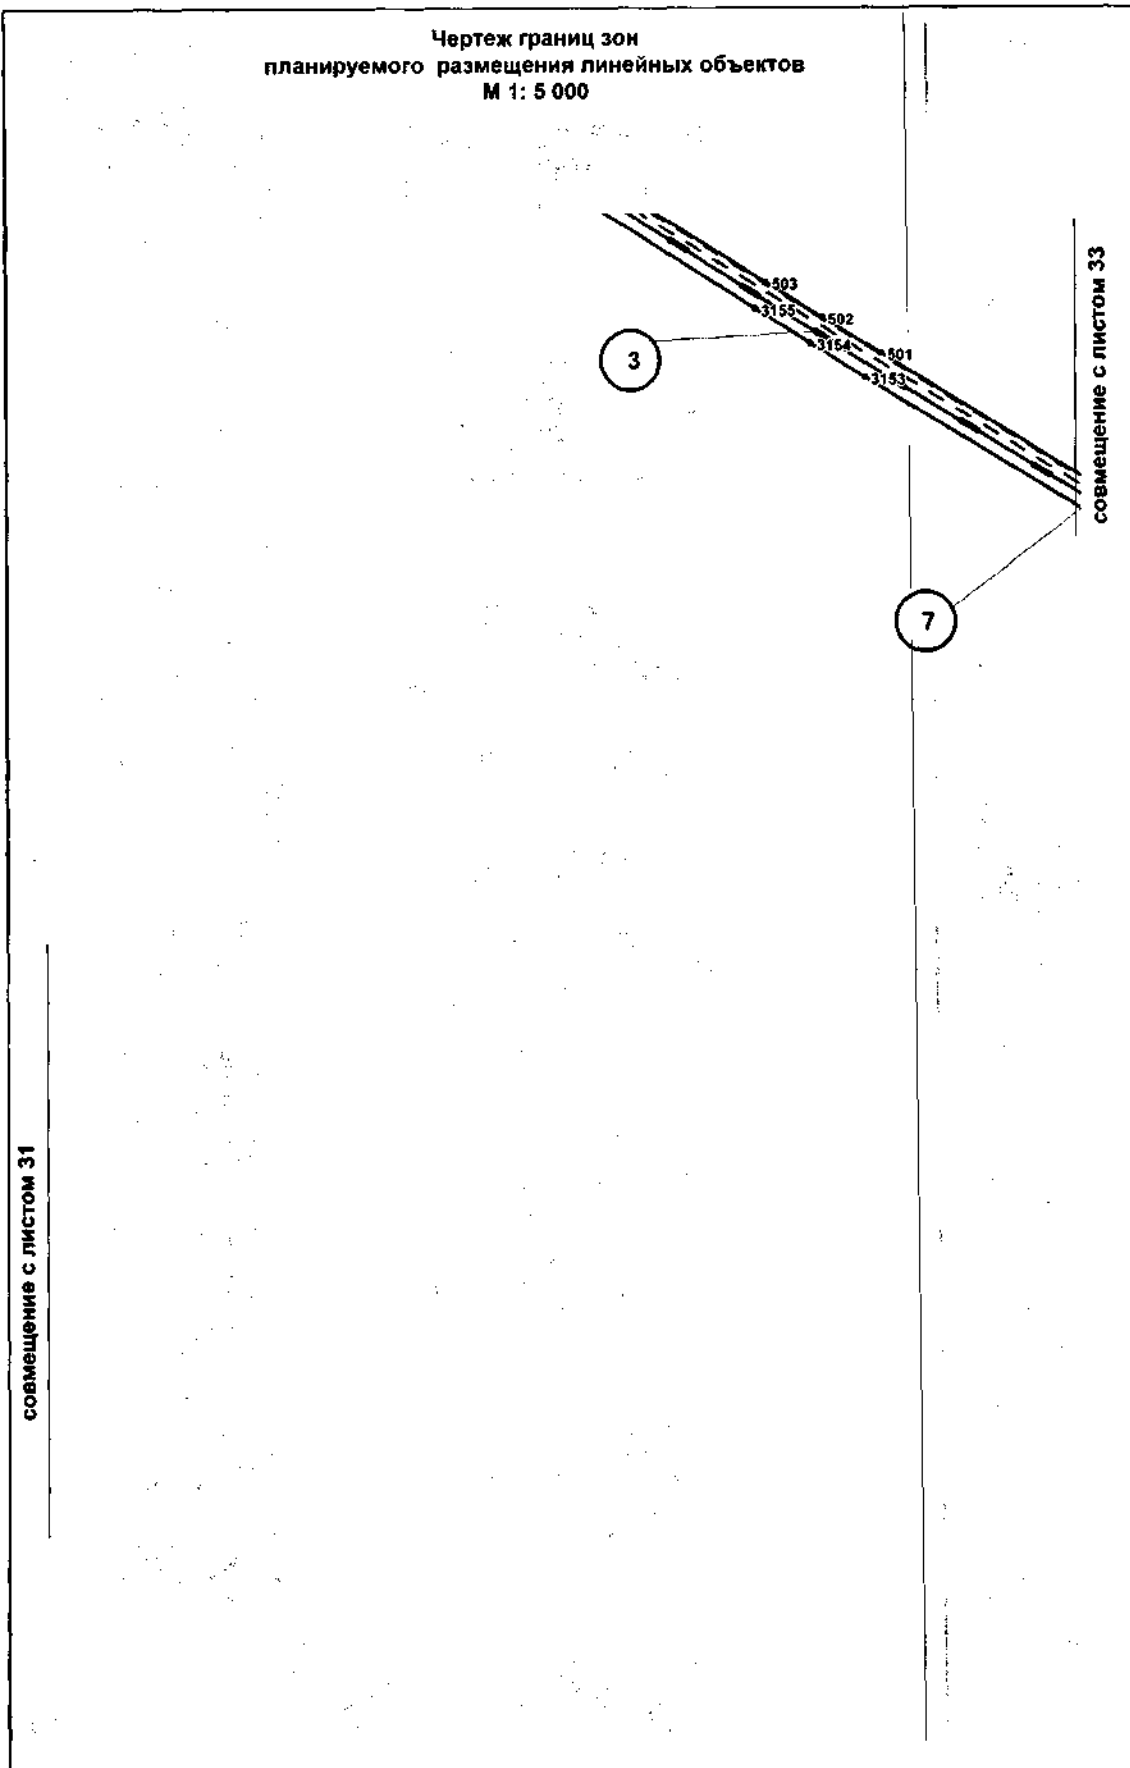 Чертеж границ зон
планируемого размещения линейных объектов
М 1: 5 000
503
3155
502
3154
501
3153
3
7
совмещение с листом 33
совмещение с листом 31